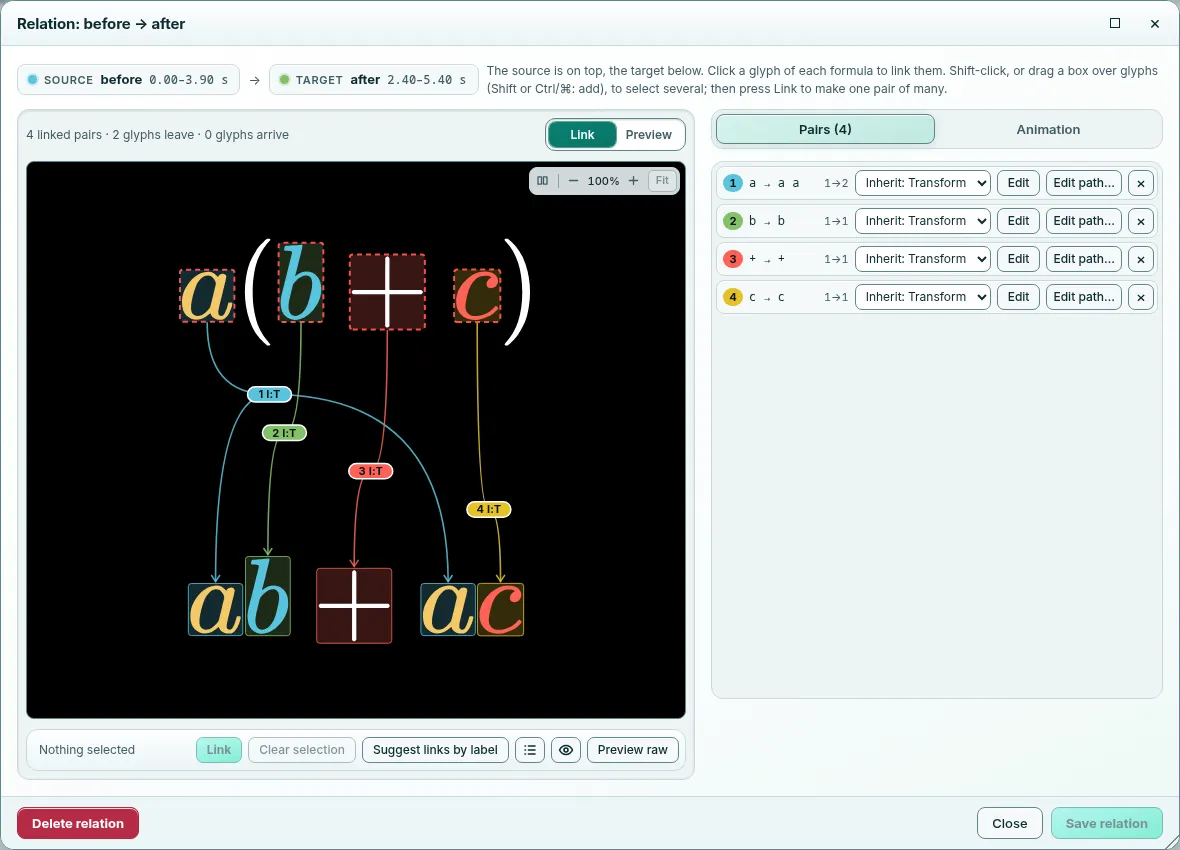 Relation: before → after
SOURCE before 0.00–3.90 s → TARGET after 2.40–5.40 s
The source is on top, the target below. Click a glyph of each formula to link them. Shift-click, or drag a box over glyphs
(Shift or Ctrl/⌘: add), to select several; then press Link to make one pair of many.
4 linked pairs · 2 glyphs leave · 0 glyphs arrive
Link Preview
100% Fit
a(b + c)
1 I:T
2 I:T
3 I:T
4 I:T
ab + ac
Nothing selected Link Clear selection Suggest links by label Preview raw
Pairs (4) Animation
1 a → a a 1→2 Inherit: Transform Edit Edit path... ×
2 b → b 1→1 Inherit: Transform Edit Edit path... ×
3 + → + 1→1 Inherit: Transform Edit Edit path... ×
4 c → c 1→1 Inherit: Transform Edit Edit path... ×
Delete relation Close Save relation